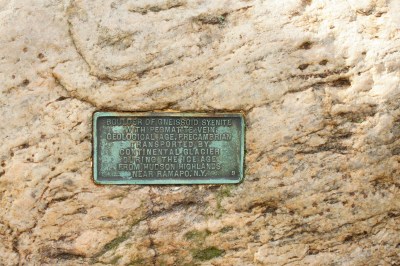 BOULDER OF GNEISSOID SYENITE
WITH PEGMATITE VEIN.
GEOLOGICAL AGE, PRECAMBRIAN
TRANSPORTED BY
CONTINENTAL GLACIER
DURING THE ICE AGE
FROM HUDSON HIGHLANDS
NEAR RAMAPO, N.Y.